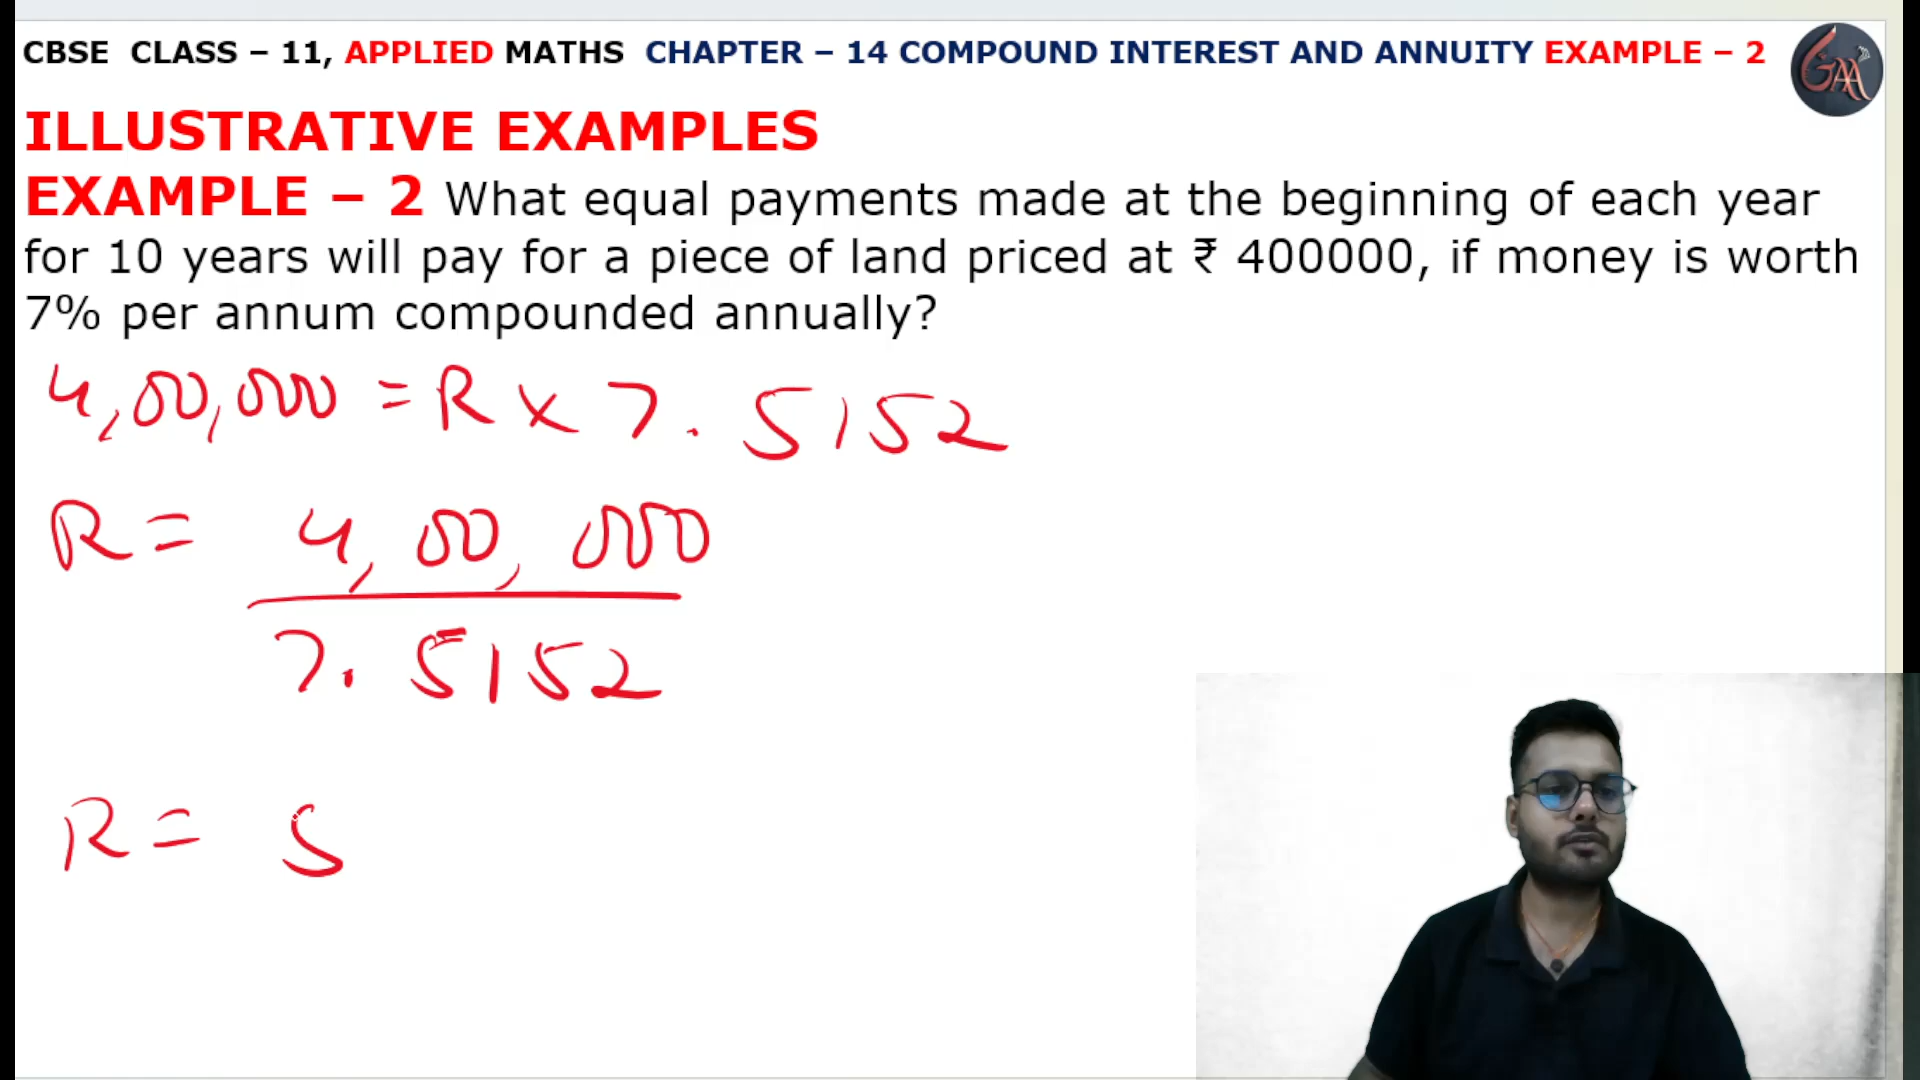 CBSE CLASS – 11, APPLIED MATHS CHAPTER – 14 COMPOUND INTEREST AND ANNUITY EXAMPLE – 2
ILLUSTRATIVE EXAMPLES
EXAMPLE – 2 What equal payments made at the beginning of each year
for 10 years will pay for a piece of land priced at ₹ 400000, if money is worth
7% per annum compounded annually?
4,00,000 = R x 7.5152
R = 4,00,000
7.5152
R = 5